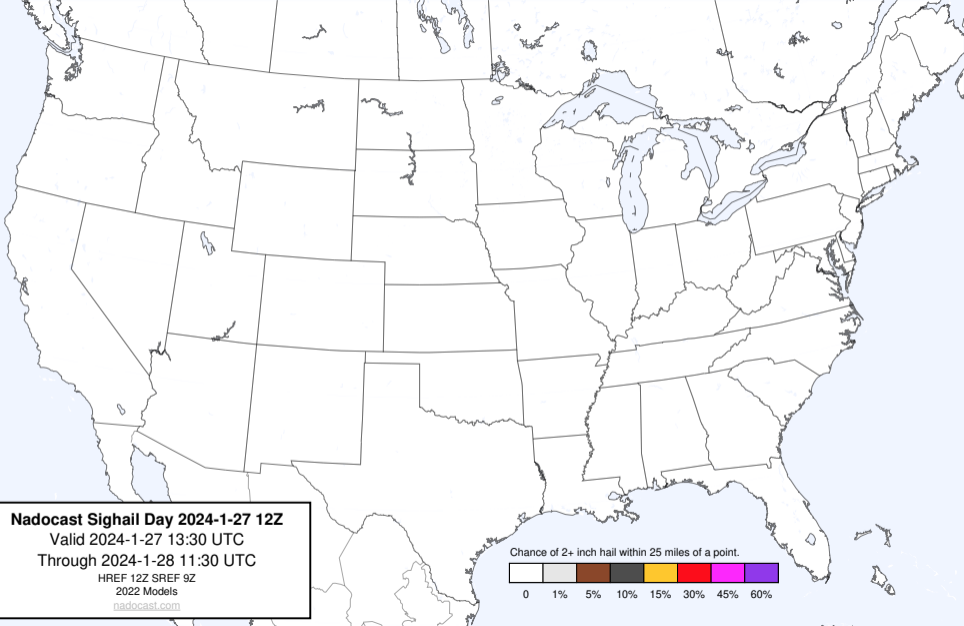 Nadocast Sighail Day 2024-1-27 12Z
Valid 2024-1-27 13:30 UTC
Through 2024-1-28 11:30 UTC
HREF 12Z SREF 9Z
2022 Models
nadocast.com
Chance of 2+ inch hail within 25 miles of a point.
0 1% 5% 10% 15% 30% 45% 60%